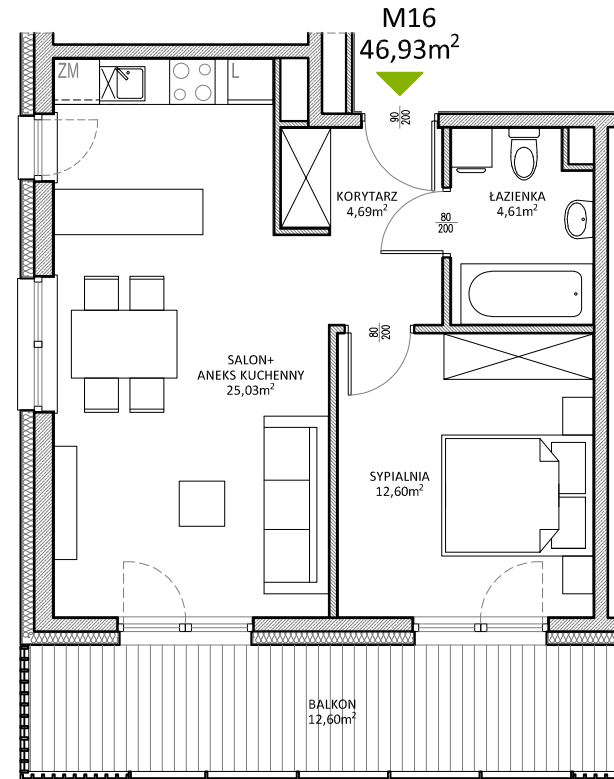 M16
46,93m²
ZM
L
90
200
KORYTARZ
4,69m²
ŁAZIENKA
4,61m²
80
200
80
200
SALON+
ANEKS KUCHENNY
25,03m²
SYPIALNIA
12,60m²
BALKON
12,60m²